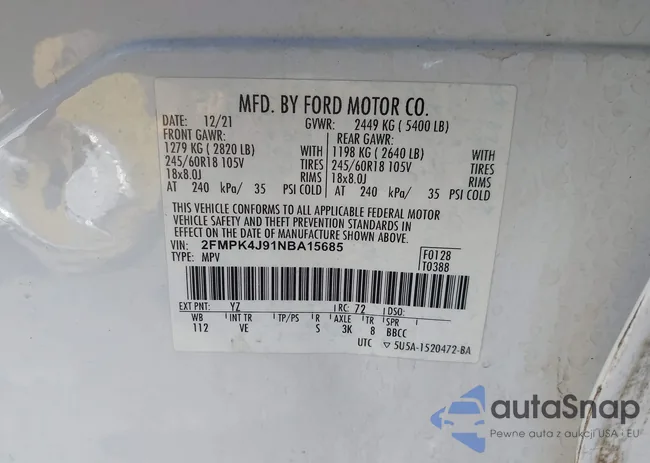 MFD. BY FORD MOTOR CO.
DATE: 12/21 GVWR: 2449 KG ( 5400 LB)
FRONT GAWR: REAR GAWR:
1279 KG ( 2820 LB) WITH 1198 KG ( 2640 LB) WITH
245/60R18 105V TIRES 245/60R18 105V TIRES
18x8.0J RIMS 18x8.0J RIMS
AT 240 kPa/ 35 PSI COLD AT 240 kPa/ 35 PSI COLD
THIS VEHICLE CONFORMS TO ALL APPLICABLE FEDERAL MOTOR
VEHICLE SAFETY AND THEFT PREVENTION STANDARDS IN
EFFECT ON THE DATE OF MANUFACTURE SHOWN ABOVE.
VIN: 2FMPK4J91NBA15685 F0128
TYPE: MPV T0388
EXT PNT: YZ RC: 72 DSO:
WB INT TR TP/PS R AXLE TR SPR
112 VE S 3K 8 BBCC
UTC ▽ 5U5A-1520472-BA
autoSnap
Pewne auta z aukcji USA i EU